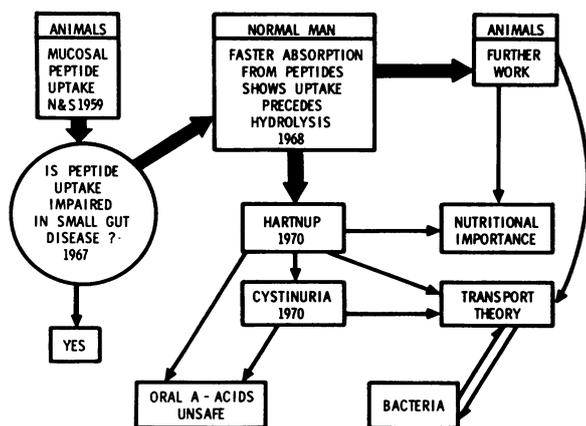 ANIMALS
MUCOSAL
PEPTIDE
UPTAKE
N&S 1959
IS PEPTIDE
UPTAKE
IMPAIRED
IN SMALL GUT
DISEASE ?·
1967
YES
NORMAL MAN
FASTER ABSORPTION
FROM PEPTIDES
SHOWS UPTAKE
PRECEDES
HYDROLYSIS
1968
ANIMALS
FURTHER
WORK
HARTNUP
1970
NUTRITIONAL
IMPORTANCE
CYSTINURIA
1970
TRANSPORT
THEORY
ORAL A - ACIDS
UNSAFE
BACTERIA